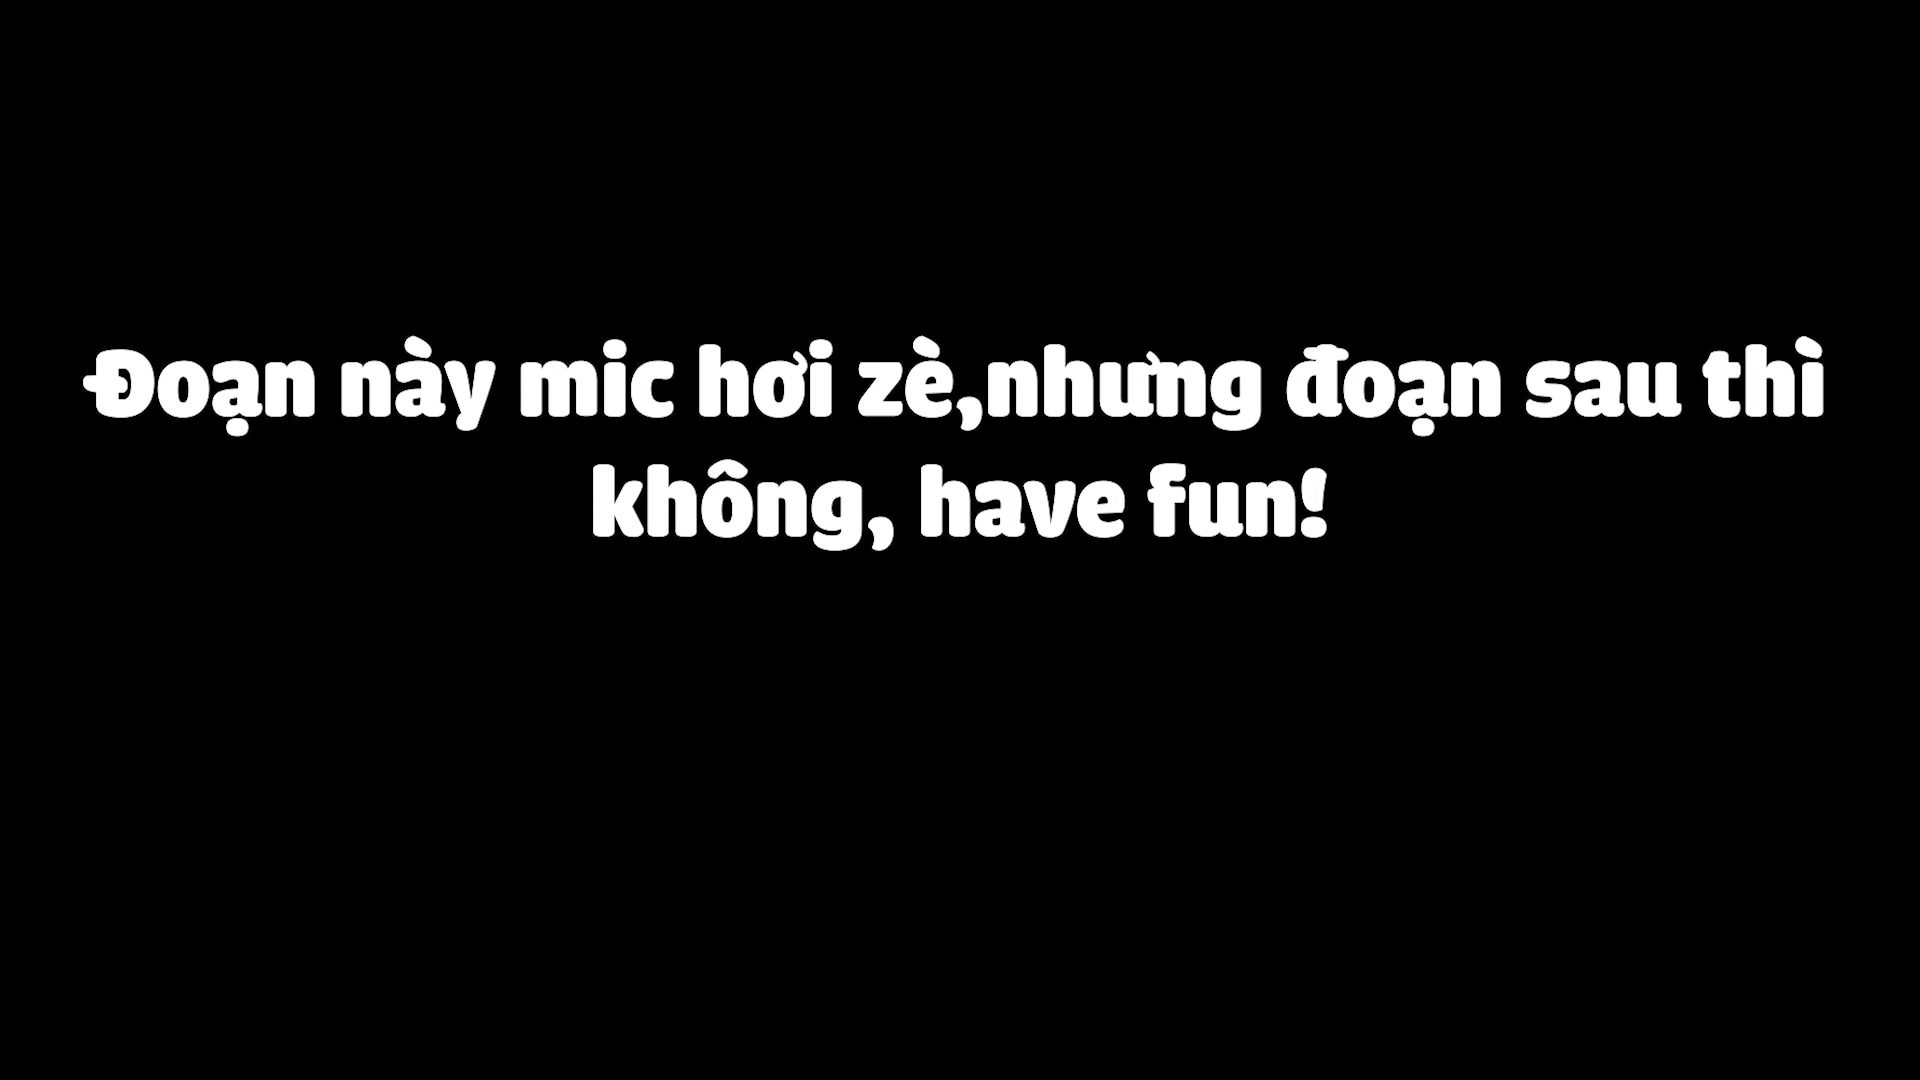 Đoạn này mic hơi zè,nhưng đoạn sau thì
không, have fun!